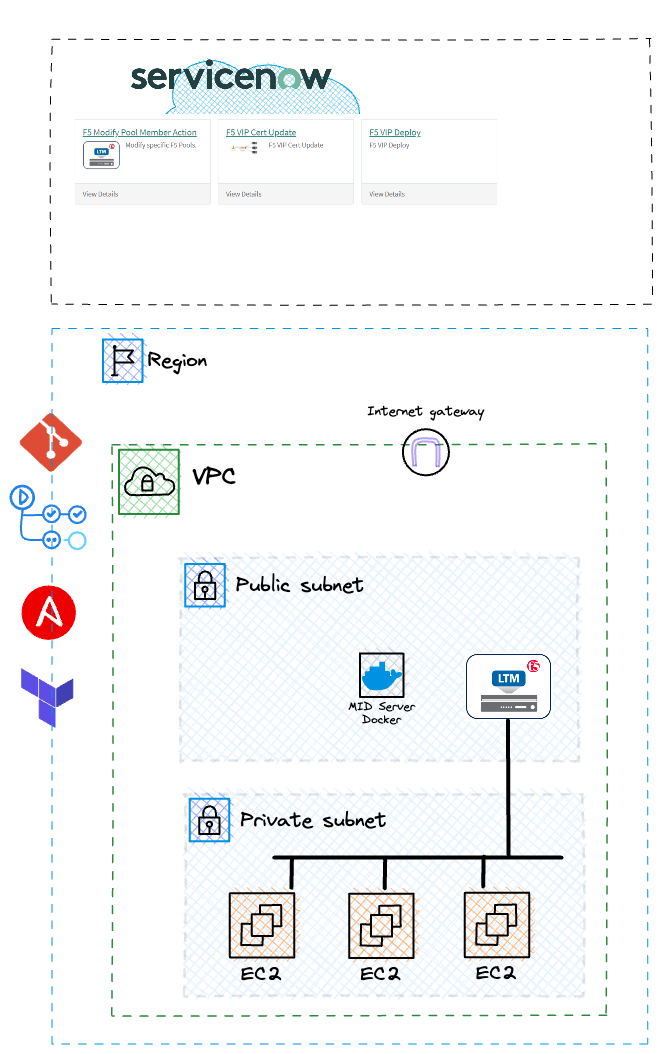 servicenow
F5 Modify Pool Member Action
Modify specific F5 Pools.
LTM
View Details
F5 VIP Cert Update
F5 VIP Cert Update
View Details
F5 VIP Deploy
F5 VIP Deploy
View Details
Region
Internet gateway
VPC
Public subnet
MID Server
Docker
LTM
Private subnet
EC2
EC2
EC2